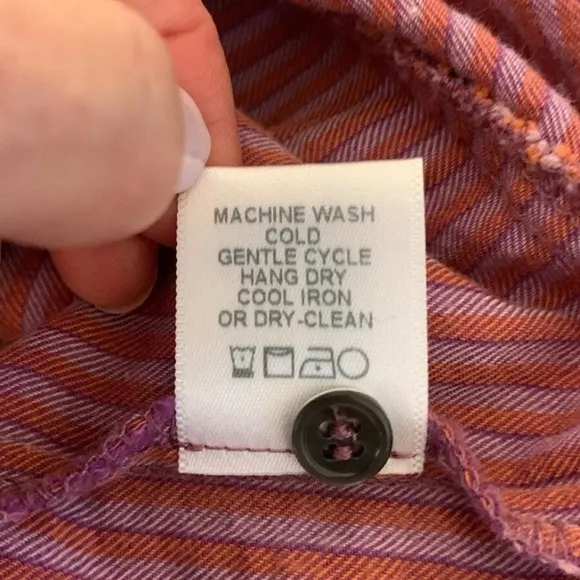 MACHINE WASH
COLD
GENTLE CYCLE
HANG DRY
COOL IRON
OR DRY-CLEAN